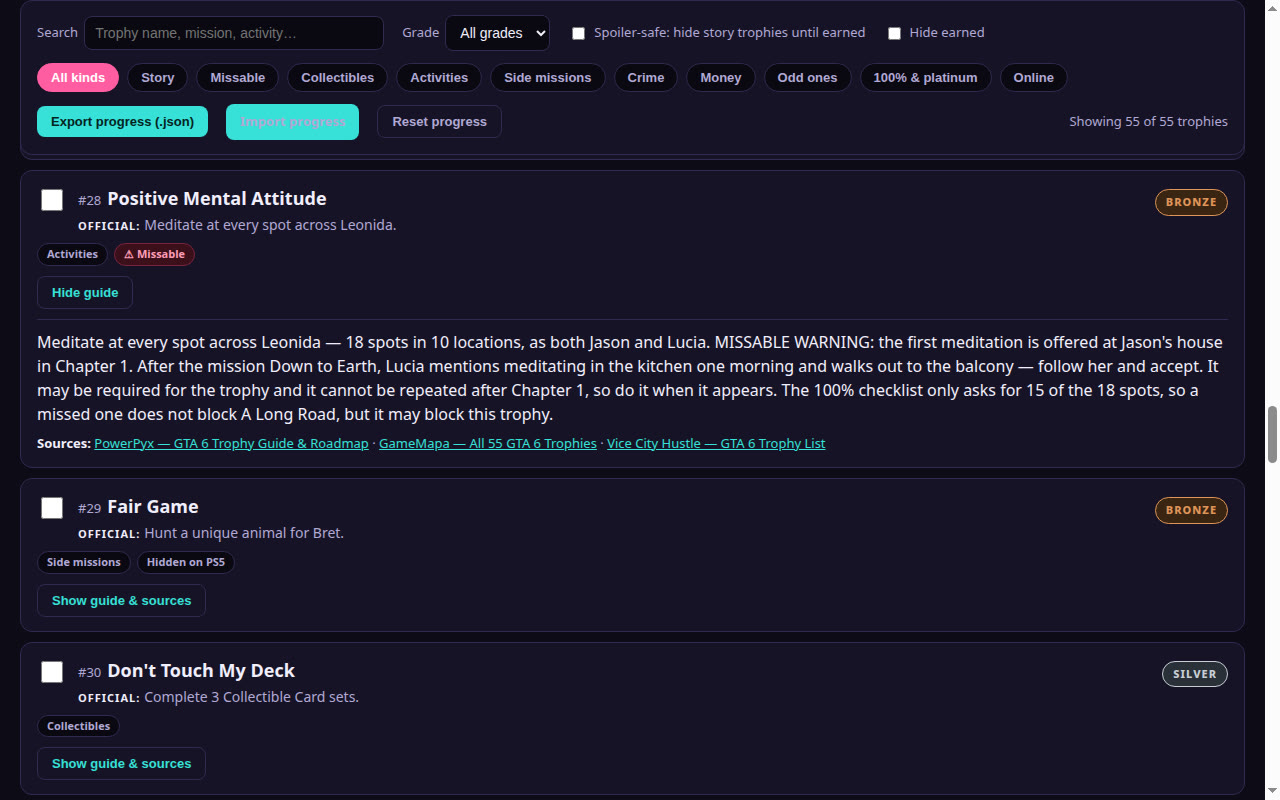 Search Trophy name, mission, activity… Grade All grades Spoiler-safe: hide story trophies until earned Hide earned
All kinds Story Missable Collectibles Activities Side missions Crime Money Odd ones 100% & platinum Online
Export progress (.json) Import progress Reset progress Showing 55 of 55 trophies
#28 Positive Mental Attitude BRONZE
OFFICIAL: Meditate at every spot across Leonida.
Activities ⚠ Missable
Hide guide
Meditate at every spot across Leonida — 18 spots in 10 locations, as both Jason and Lucia. MISSABLE WARNING: the first meditation is offered at Jason's house
in Chapter 1. After the mission Down to Earth, Lucia mentions meditating in the kitchen one morning and walks out to the balcony — follow her and accept. It
may be required for the trophy and it cannot be repeated after Chapter 1, so do it when it appears. The 100% checklist only asks for 15 of the 18 spots, so a
missed one does not block A Long Road, but it may block this trophy.
Sources: PowerPyx — GTA 6 Trophy Guide & Roadmap · GameMapa — All 55 GTA 6 Trophies · Vice City Hustle — GTA 6 Trophy List
#29 Fair Game BRONZE
OFFICIAL: Hunt a unique animal for Bret.
Side missions Hidden on PS5
Show guide & sources
#30 Don't Touch My Deck SILVER
OFFICIAL: Complete 3 Collectible Card sets.
Collectibles
Show guide & sources